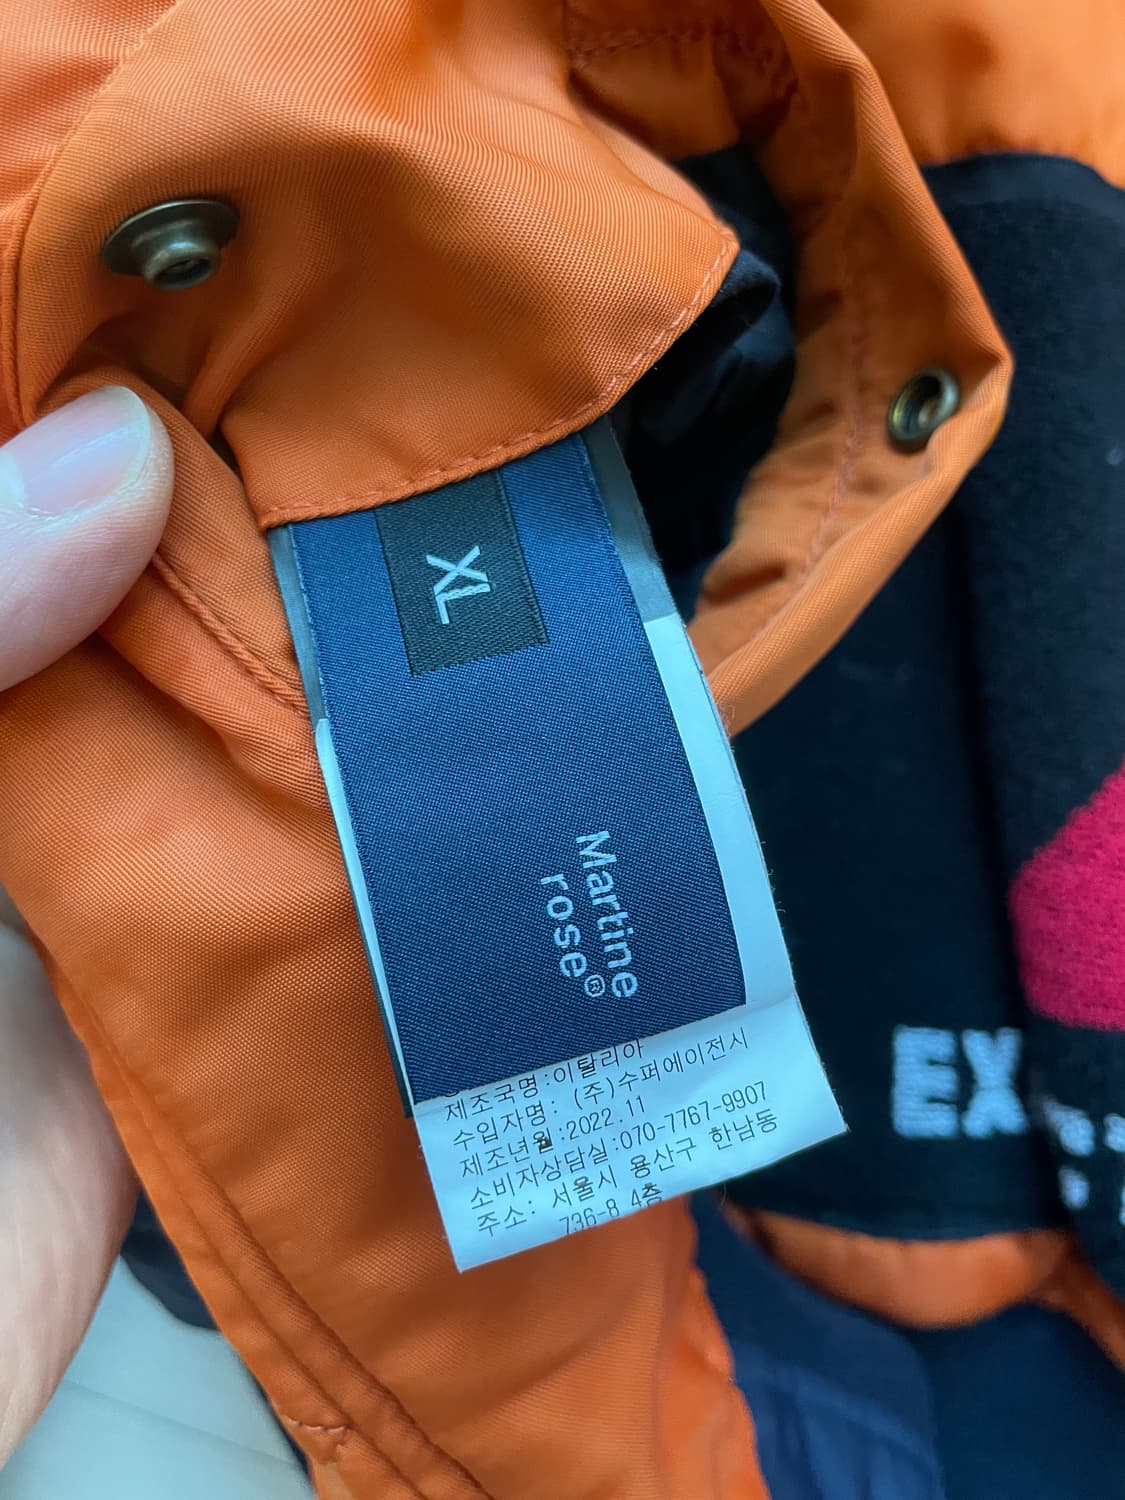 XL
Martine
rose®
제조국명:이탈리아
수입자명: (주)수퍼에이전시
제조년월:2022.11
소비자상담실:070-7767-9907
주소: 서울시 용산구 한남동
736-8 4층
EX